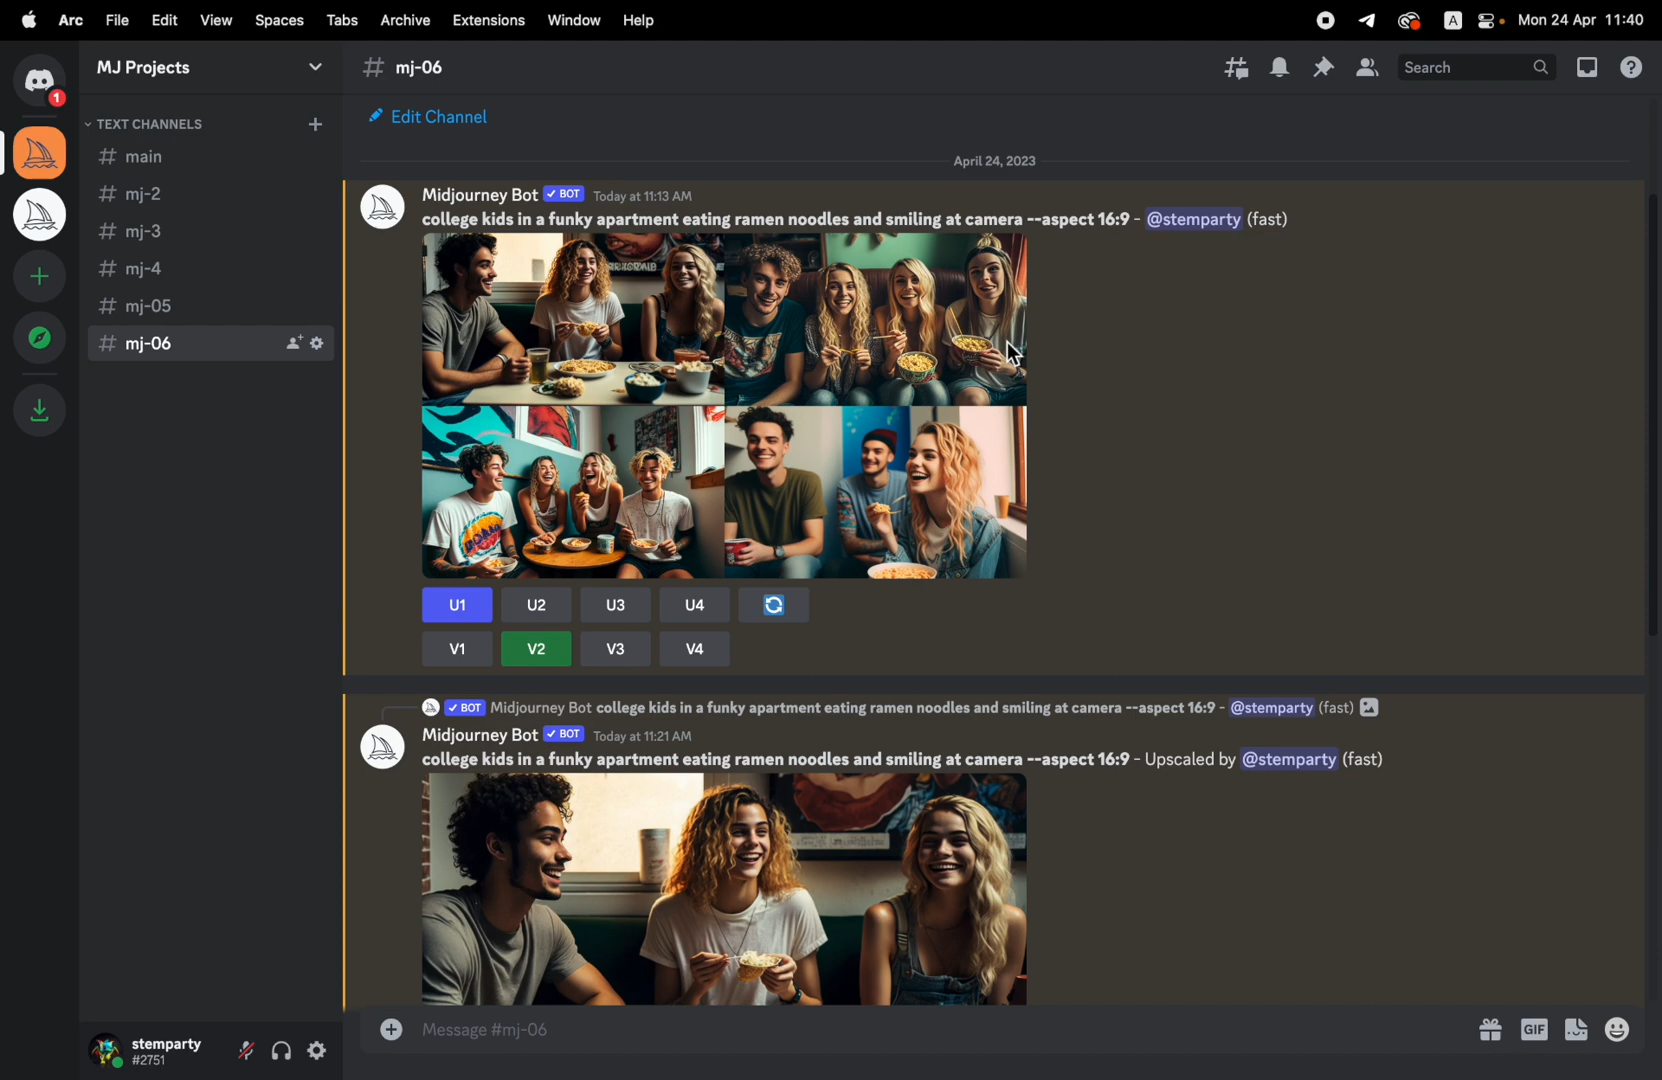 Arc File Edit View Spaces Tabs Archive Extensions Window Help A Mon 24 Apr 11:40
MJ Projects
# mj-06
Search
1
Edit Channel
TEXT CHANNELS
# main
# mj-2
# mj-3
# mj-4
# mj-05
# mj-06
April 24, 2023
Midjourney Bot ✓ BOT Today at 11:13 AM
college kids in a funky apartment eating ramen noodles and smiling at camera --aspect 16:9 - @stemparty (fast)
U1 U2 U3 U4
V1 V2 V3 V4
✓ BOT Midjourney Bot college kids in a funky apartment eating ramen noodles and smiling at camera --aspect 16:9 - @stemparty (fast)
Midjourney Bot ✓ BOT Today at 11:21 AM
college kids in a funky apartment eating ramen noodles and smiling at camera --aspect 16:9 - Upscaled by @stemparty (fast)
Message #mj-06
GIF
stemparty
#2751